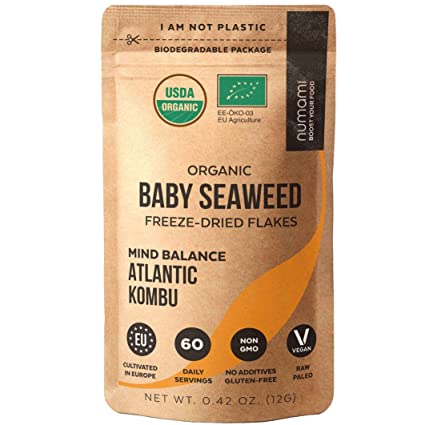 I AM NOT PLASTIC
BIODEGRADABLE PACKAGE
USDA
ORGANIC
EE-ÖKO-03
EU Agriculture
numami
BOOST YOUR FOOD
ORGANIC
BABY SEAWEED
FREEZE-DRIED FLAKES
MIND BALANCE
ATLANTIC
KOMBU
EU
60
NON
GMO
V
VEGAN
CULTIVATED
IN EUROPE
DAILY
SERVINGS
NO ADDITIVES
GLUTEN-FREE
RAW
PALEO
NET WT. 0.42 OZ. (12G)